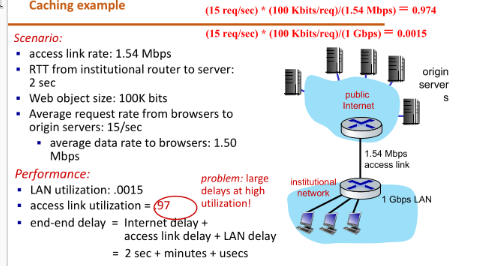 Caching example
(15 req/sec) * (100 Kbits/req)/(1.54 Mbps) = 0.974
(15 req/sec) * (100 Kbits/req)/(1 Gbps) = 0.0015
Scenario:
▪ access link rate: 1.54 Mbps
▪ RTT from institutional router to server:
2 sec
▪ Web object size: 100K bits
▪ Average request rate from browsers to
origin servers: 15/sec
▪ average data rate to browsers: 1.50
Mbps
Performance:
▪ LAN utilization: .0015
▪ access link utilization = .97
▪ end-end delay = Internet delay +
access link delay + LAN delay
= 2 sec + minutes + usecs
problem: large
delays at high
utilization!
origin
server
s
public
Internet
1.54 Mbps
access link
institutional
network
1 Gbps LAN